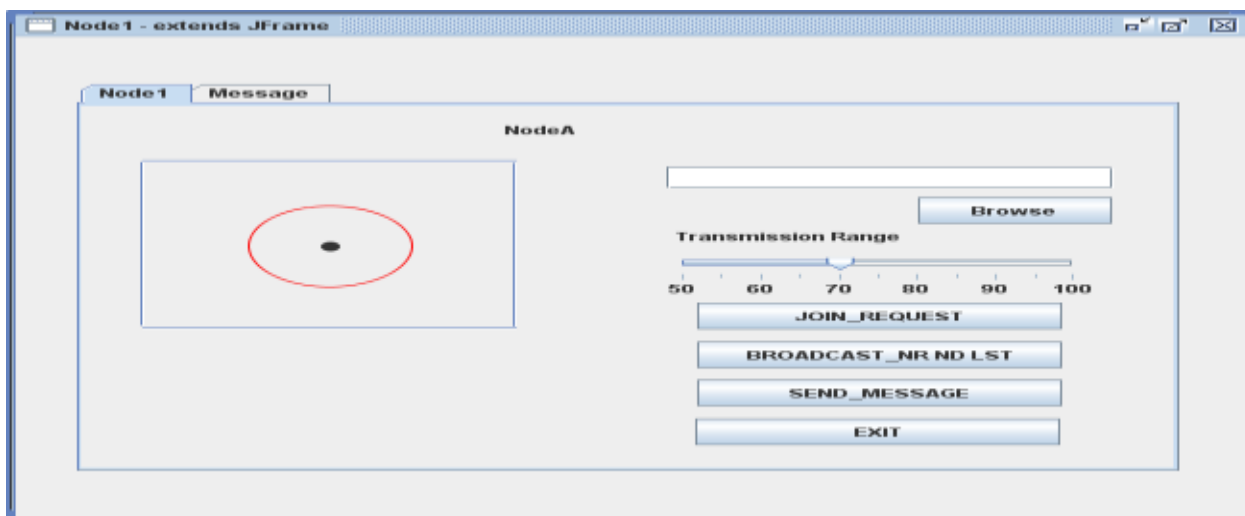 Node1 - extends JFrame
Node1 Message
NodeA
Browse
Transmission Range
50 60 70 80 90 100
JOIN_REQUEST
BROADCAST_NR ND LST
SEND_MESSAGE
EXIT